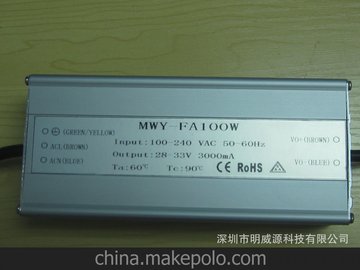 MWY-FA100W
⏚(GREEN/YELLOW)
ACL(BROWN)
ACN(BLUE)
Input: 100-240 VAC 50-60Hz
Output: 28-33V 3000mA
Ta:60℃ Tc:90℃ CE RoHS
VO+(BROWN)
VO-(BLUE)
深圳市明威源科技有限公司
china.makepolo.com